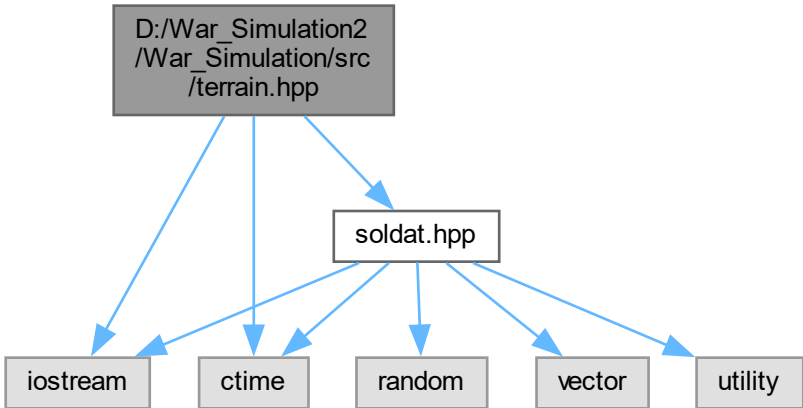 D:/War_Simulation2
/War_Simulation/src
/terrain.hpp
soldat.hpp
iostream
ctime
random
vector
utility